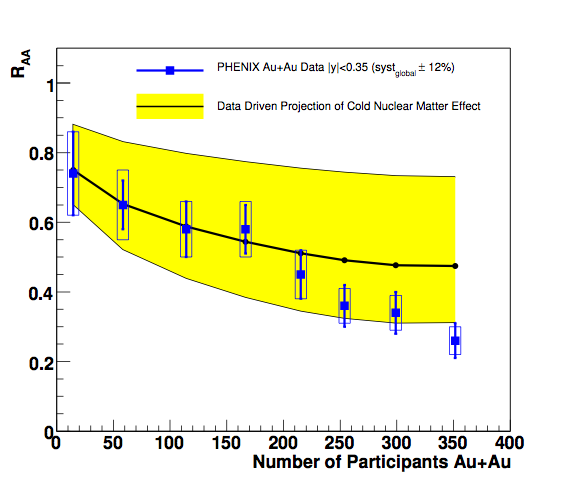 R_AA
PHENIX Au+Au Data |y|<0.35 (syst_global ± 12%)
Data Driven Projection of Cold Nuclear Matter Effect
1
0.8
0.6
0.4
0.2
0
0 50 100 150 200 250 300 350 400
Number of Participants Au+Au